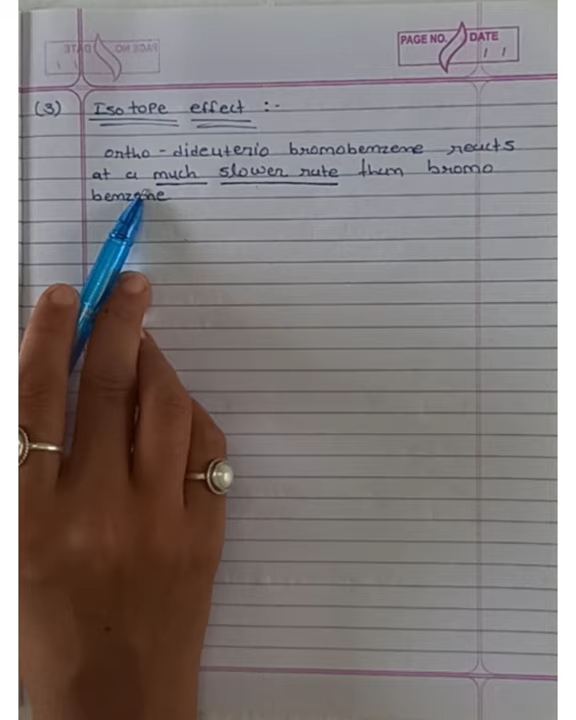 PAGE NO. DATE
/ /
(3) Isotope effect :-
ortho - dideuterio bromobenzene reacts
at a much slower rate than bromo
benzene